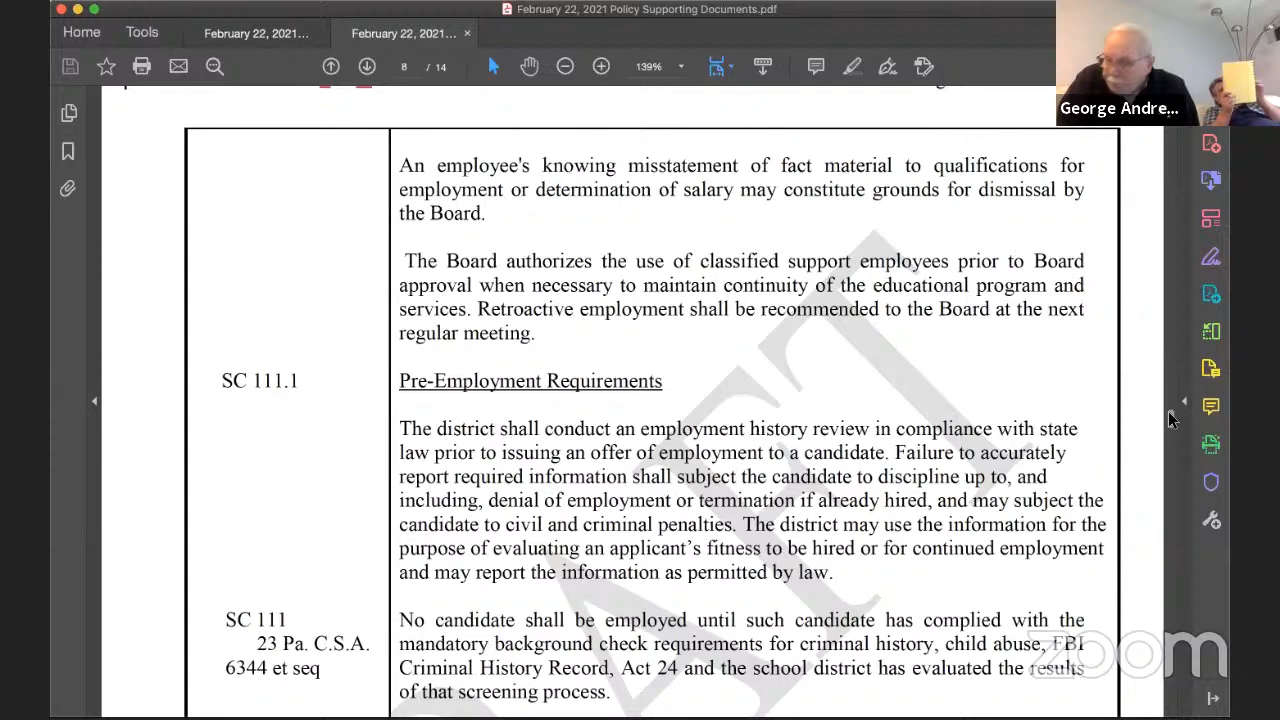 February 22, 2021 Policy Supporting Documents.pdf
Home
Tools
February 22, 2021...
February 22, 2021... ×
8 / 14
139%
George Andre...
An employee's knowing misstatement of fact material to qualifications for
employment or determination of salary may constitute grounds for dismissal by
the Board.
The Board authorizes the use of classified support employees prior to Board
approval when necessary to maintain continuity of the educational program and
services. Retroactive employment shall be recommended to the Board at the next
regular meeting.
SC 111.1
Pre-Employment Requirements
The district shall conduct an employment history review in compliance with state
law prior to issuing an offer of employment to a candidate. Failure to accurately
report required information shall subject the candidate to discipline up to, and
including, denial of employment or termination if already hired, and may subject the
candidate to civil and criminal penalties. The district may use the information for the
purpose of evaluating an applicant’s fitness to be hired or for continued employment
and may report the information as permitted by law.
SC 111
23 Pa. C.S.A.
6344 et seq
No candidate shall be employed until such candidate has complied with the
mandatory background check requirements for criminal history, child abuse, FBI
Criminal History Record, Act 24 and the school district has evaluated the results
of that screening process.
zoom